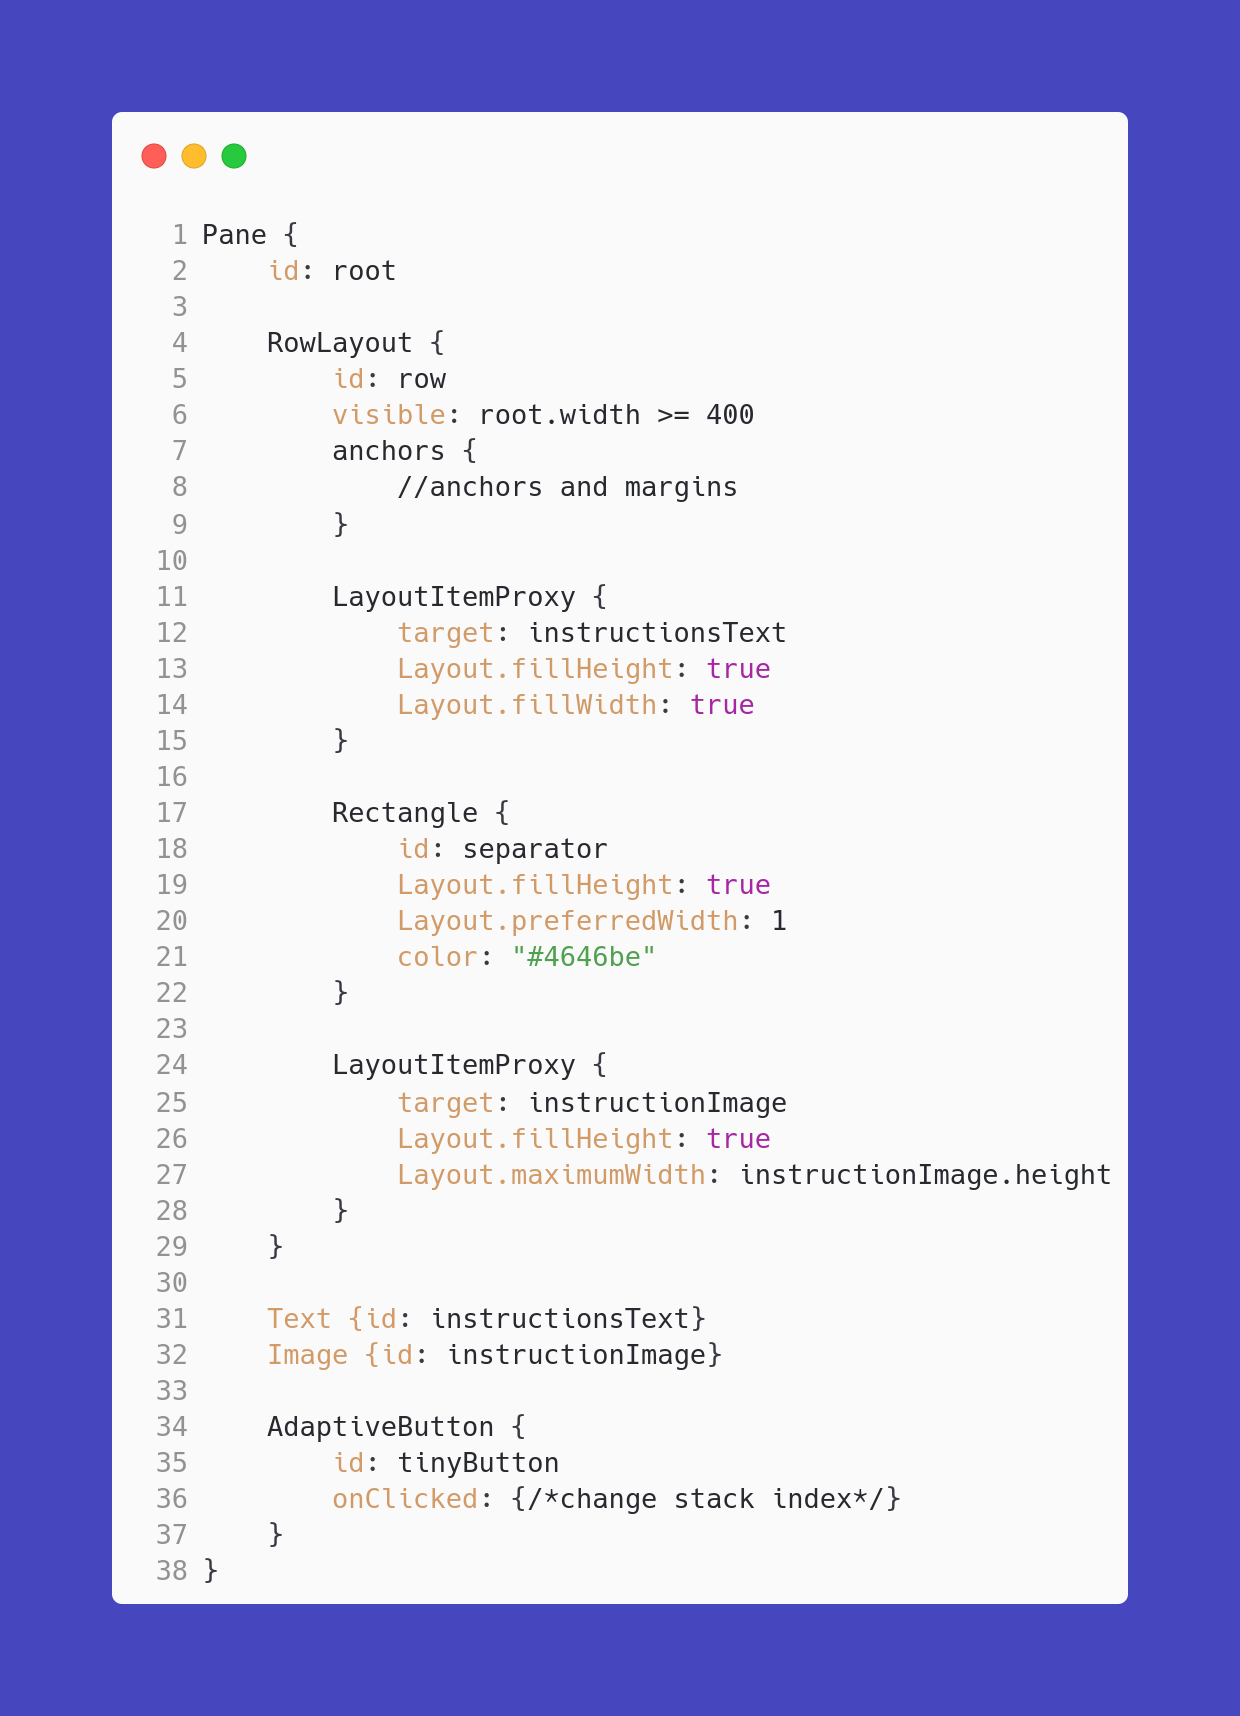 1 Pane {
2     id: root
3
4     RowLayout {
5         id: row
6         visible: root.width >= 400
7         anchors {
8             //anchors and margins
9         }
10
11         LayoutItemProxy {
12             target: instructionsText
13             Layout.fillHeight: true
14             Layout.fillWidth: true
15         }
16
17         Rectangle {
18             id: separator
19             Layout.fillHeight: true
20             Layout.preferredWidth: 1
21             color: "#4646be"
22         }
23
24         LayoutItemProxy {
25             target: instructionImage
26             Layout.fillHeight: true
27             Layout.maximumWidth: instructionImage.height
28         }
29     }
30
31     Text {id: instructionsText}
32     Image {id: instructionImage}
33
34     AdaptiveButton {
35         id: tinyButton
36         onClicked: {/*change stack index*/}
37     }
38 }